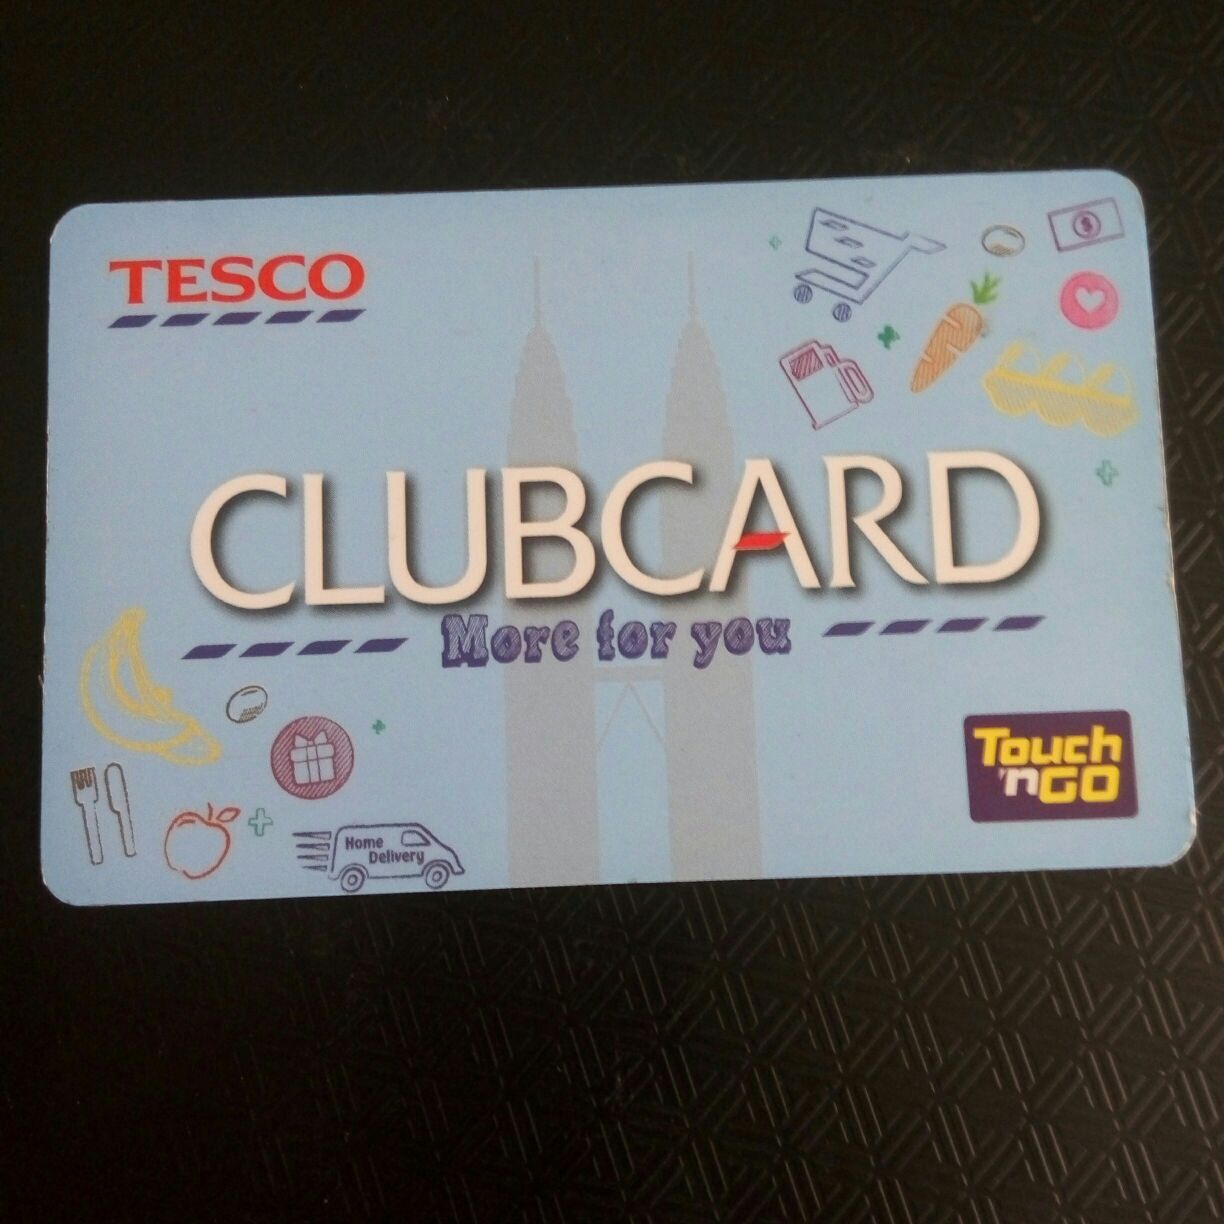 TESCO
CLUBCARD
More for you
Touch
'n GO
Home
Delivery
$